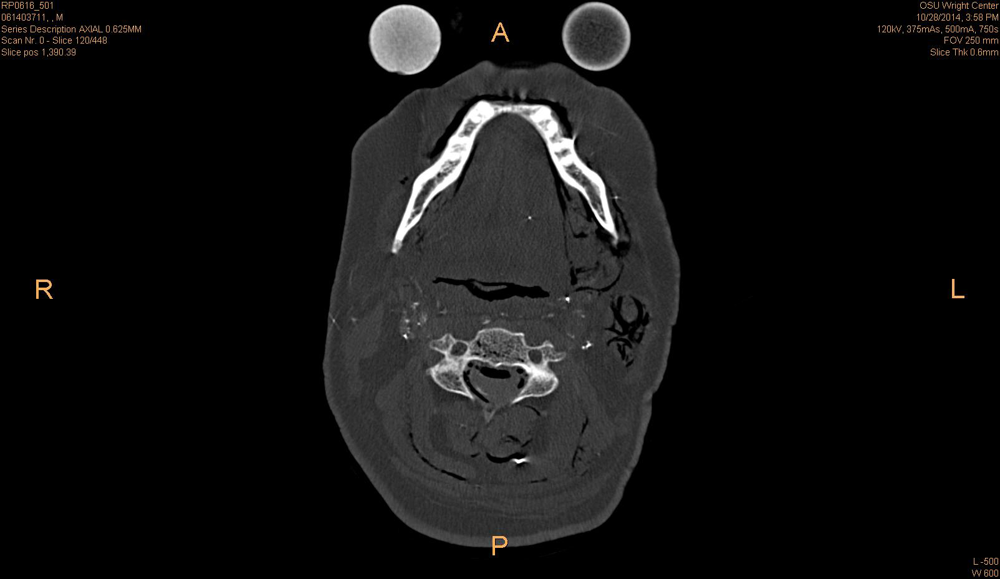 RP0616_501
061403711, , M
Series Description AXIAL 0.625MM
Scan Nr. 0 - Slice 120/448
Slice pos 1,390.39
OSU Wright Center
10/28/2014, 3:58 PM
120kV, 375mAs, 500mA, 750s
FOV 250 mm
Slice Thk 0.6mm
A
R
L
P
L -500
W 600